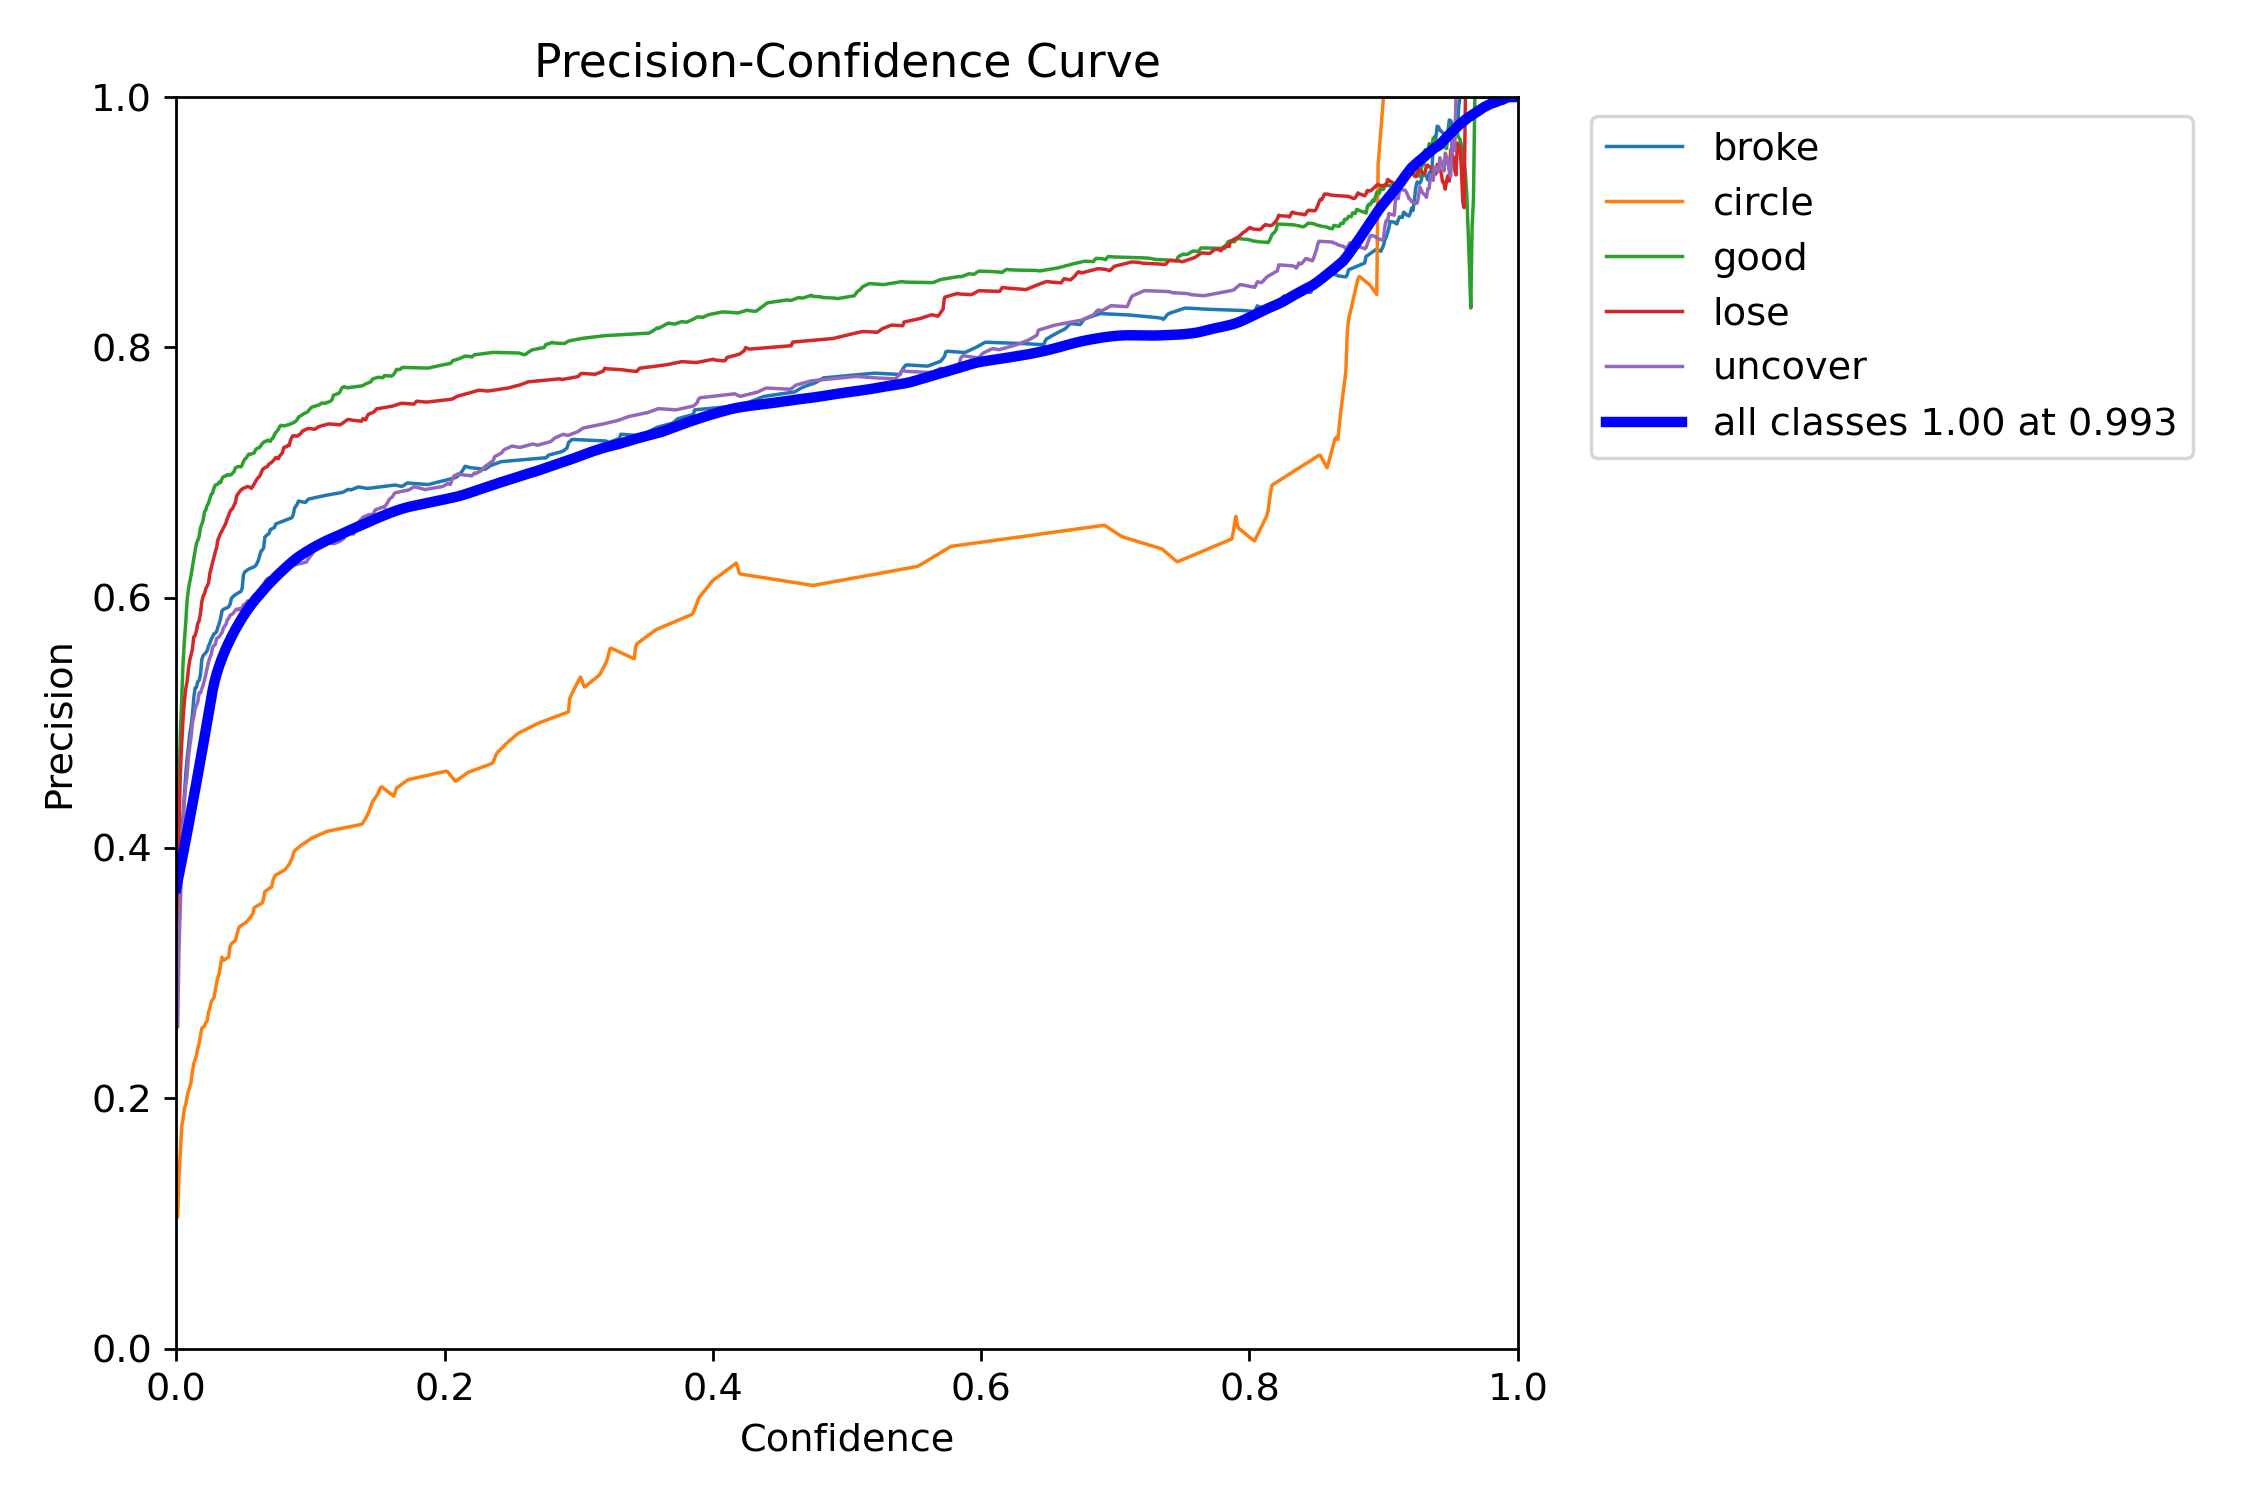 Precision-Confidence Curve
1.0
0.8
0.6
0.4
0.2
0.0
Precision
0.0 0.2 0.4 0.6 0.8 1.0
Confidence
broke
circle
good
lose
uncover
all classes 1.00 at 0.993